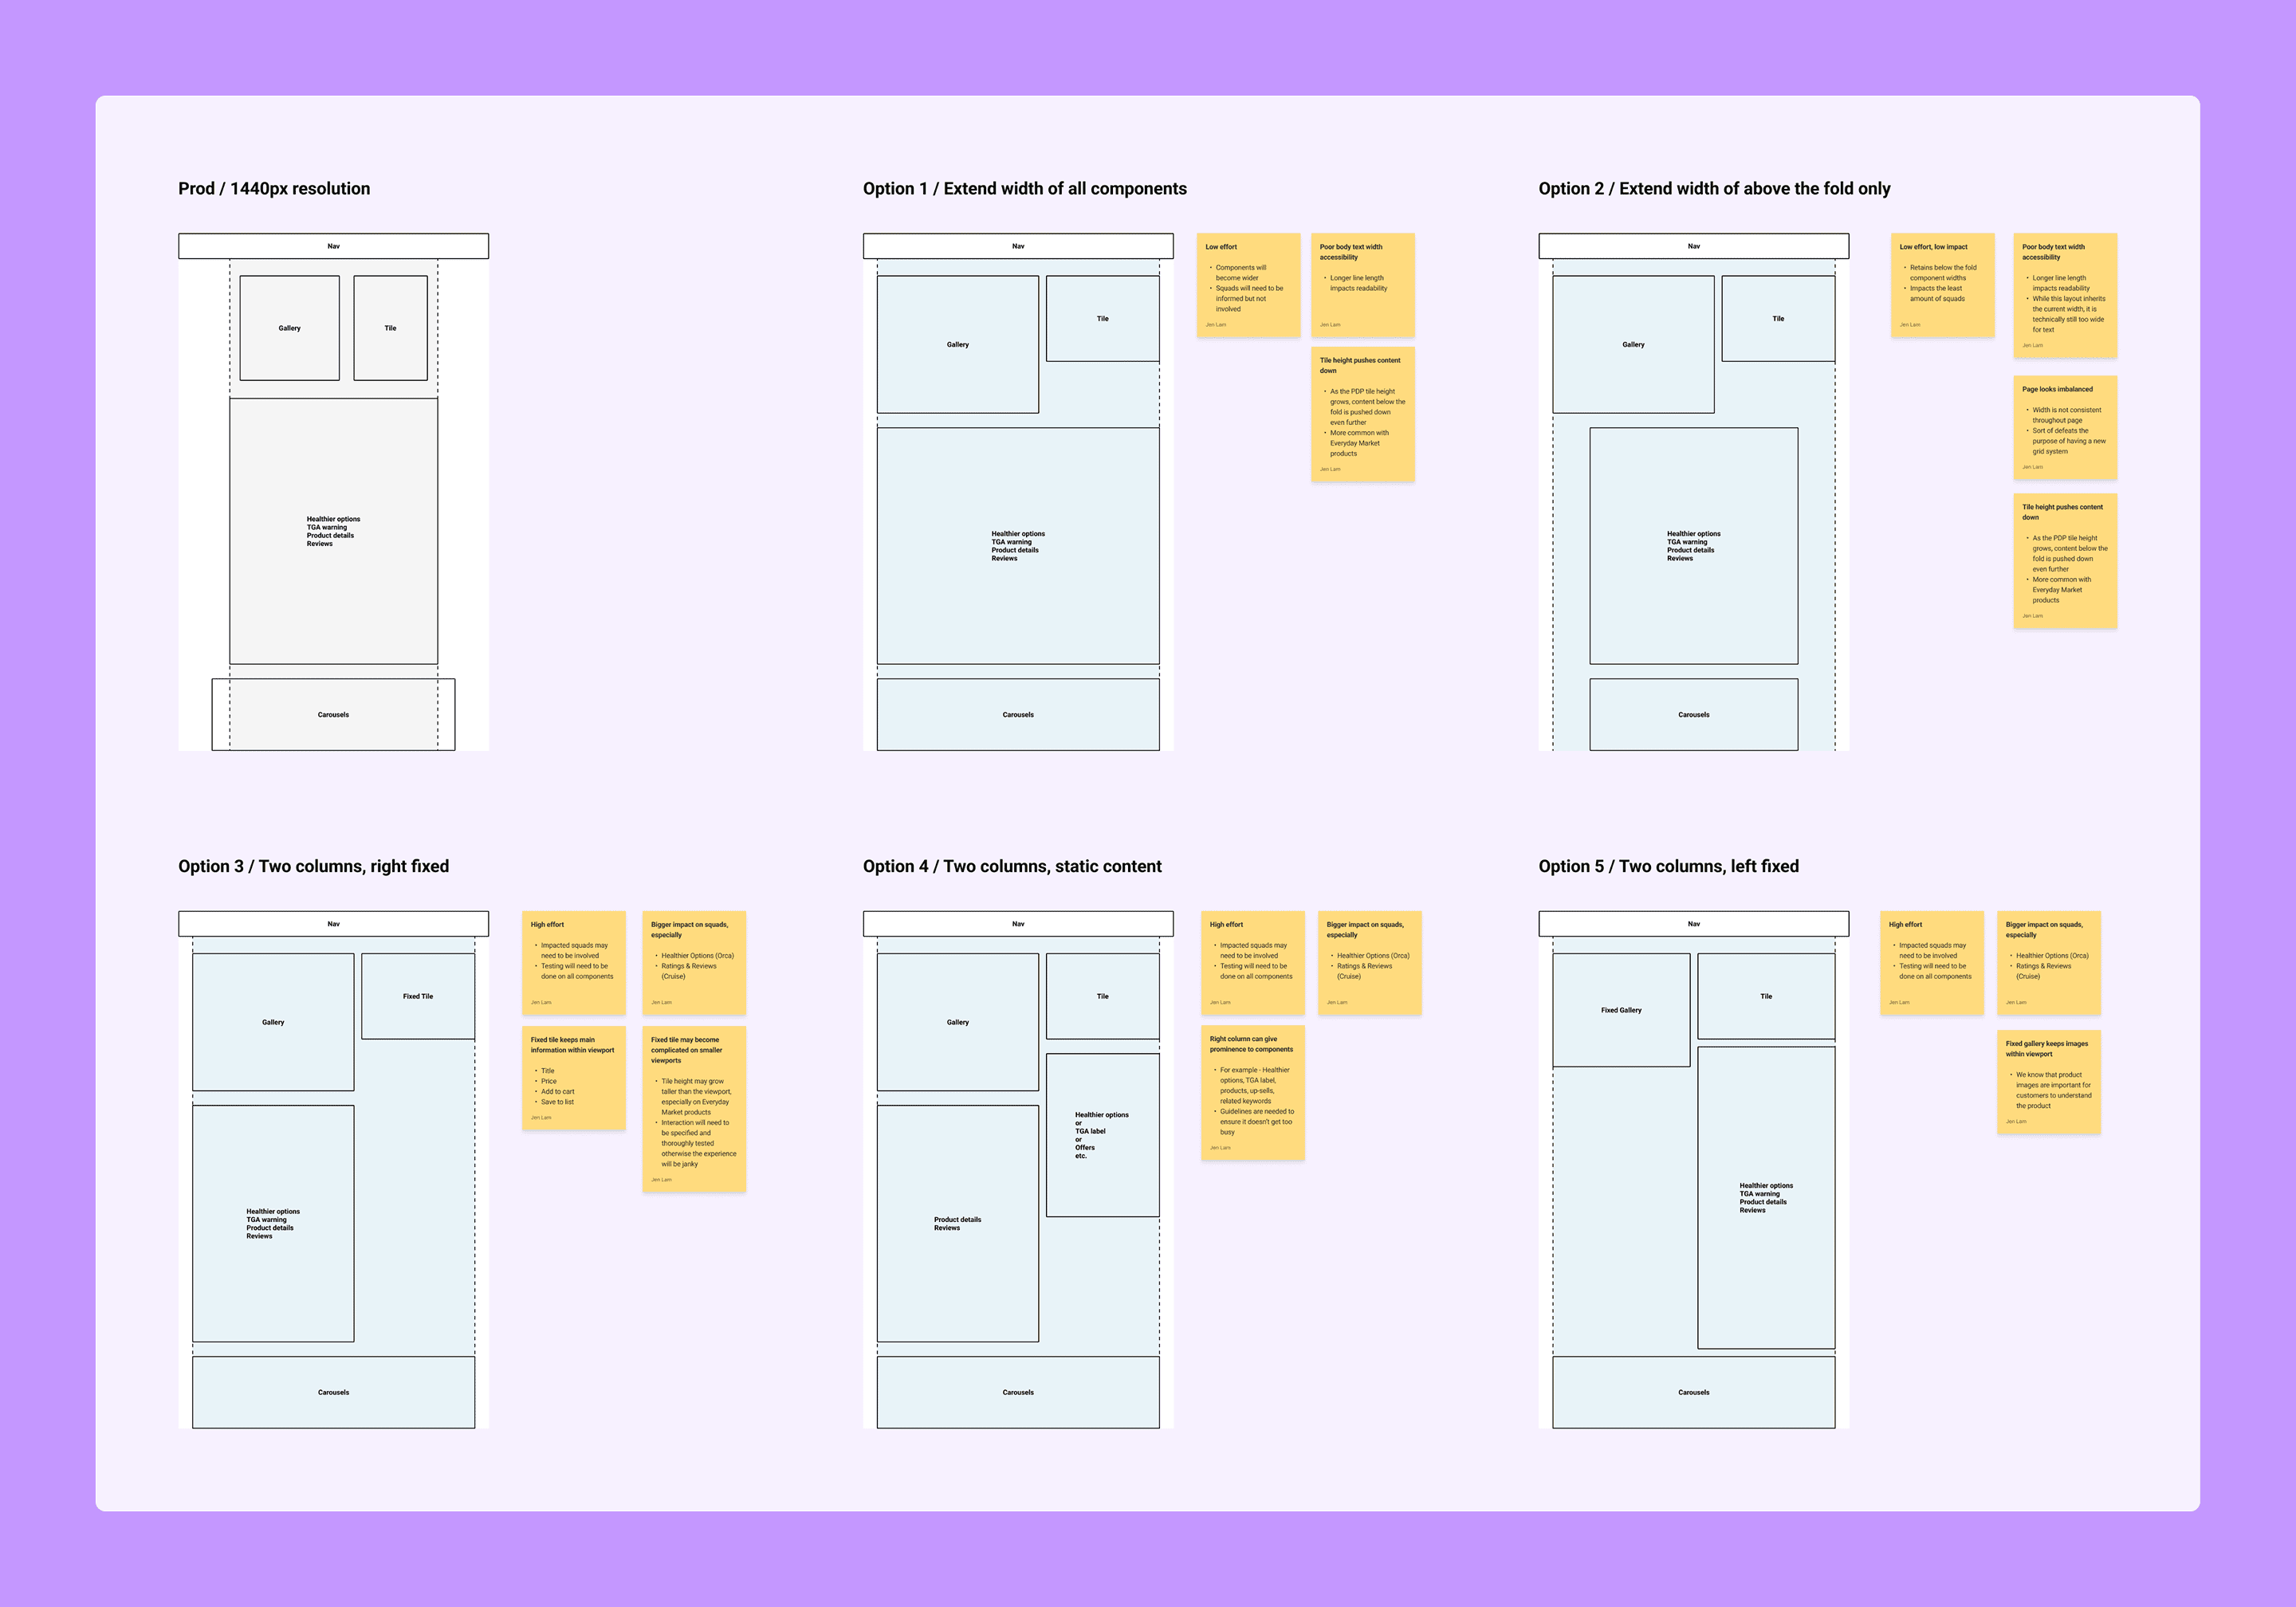 Prod / 1440px resolution
Nav
Gallery
Tile
Healthier options
TGA warning
Product details
Reviews
Carousels
Option 1 / Extend width of all components
Nav
Gallery
Tile
Healthier options
TGA warning
Product details
Reviews
Carousels
Low effort
• Components will
become wider
• Squads will need to be
informed but not
involved
Jen Lam
Poor body text width
accessibility
• Longer line length
impacts readability
Jen Lam
Tile height pushes content
down
• As the PDP tile height
grows, content below the
fold is pushed down
even further
• More common with
Everyday Market
products
Jen Lam
Option 2 / Extend width of above the fold only
Nav
Gallery
Tile
Healthier options
TGA warning
Product details
Reviews
Carousels
Low effort, low impact
• Retains below the fold
component widths
• Impacts the least
amount of squads
Jen Lam
Poor body text width
accessibility
• Longer line length
impacts readability
• While this layout inherits
the current width, it is
technically still too wide
for text
Jen Lam
Page looks imbalanced
• Width is not consistent
throughout page
• Sort of defeats the
purpose of having a new
grid system
Jen Lam
Tile height pushes content
down
• As the PDP tile height
grows, content below the
fold is pushed down
even further
• More common with
Everyday Market
products
Jen Lam
Option 3 / Two columns, right fixed
Nav
Gallery
Fixed Tile
Healthier options
TGA warning
Product details
Reviews
Carousels
High effort
• Impacted squads may
need to be involved
• Testing will need to be
done on all components
Jen Lam
Bigger impact on squads,
especially
• Healthier Options (Orca)
• Ratings & Reviews
(Cruise)
Jen Lam
Fixed tile keeps main
information within viewport
• Title
• Price
• Add to cart
• Save to list
Jen Lam
Fixed tile may become
complicated on smaller
viewports
• Tile height may grow
taller than the viewport,
especially on Everyday
Market products
• Interaction will need to
be specified and
thoroughly tested
otherwise the experience
will be janky
Jen Lam
Option 4 / Two columns, static content
Nav
Gallery
Tile
Healthier options
or
TGA label
or
Offers
etc.
Product details
Reviews
Carousels
High effort
• Impacted squads may
need to be involved
• Testing will need to be
done on all components
Jen Lam
Bigger impact on squads,
especially
• Healthier Options (Orca)
• Ratings & Reviews
(Cruise)
Jen Lam
Right column can give
prominence to components
• For example - Healthier
options, TGA label,
products, up-sells,
related keywords
• Guidelines are needed to
ensure it doesn't get too
busy
Jen Lam
Option 5 / Two columns, left fixed
Nav
Fixed Gallery
Tile
Healthier options
TGA warning
Product details
Reviews
Carousels
High effort
• Impacted squads may
need to be involved
• Testing will need to be
done on all components
Jen Lam
Bigger impact on squads,
especially
• Healthier Options (Orca)
• Ratings & Reviews
(Cruise)
Jen Lam
Fixed gallery keeps images
within viewport
• We know that product
images are important for
customers to understand
the product
Jen Lam